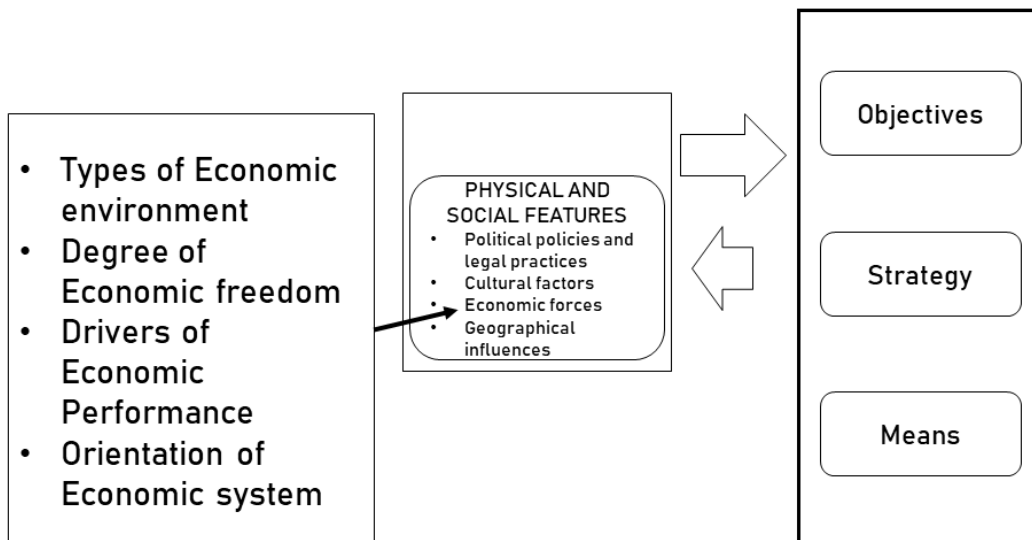 • Types of Economic
environment
• Degree of
Economic freedom
• Drivers of
Economic
Performance
• Orientation of
Economic system
PHYSICAL AND
SOCIAL FEATURES
• Political policies and
legal practices
• Cultural factors
• Economic forces
• Geographical
influences
Objectives
Strategy
Means